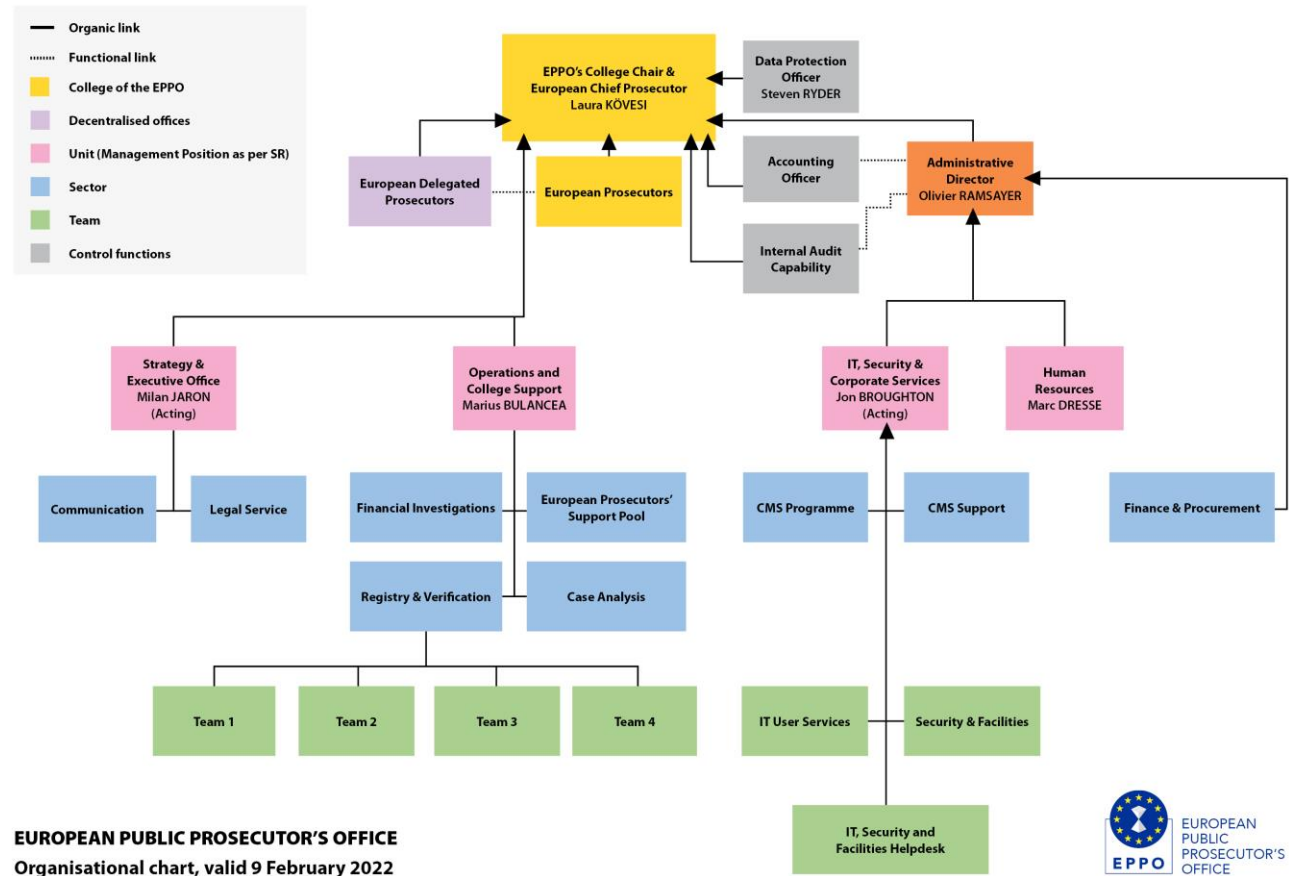 Organic link
Functional link
College of the EPPO
Decentralised offices
Unit (Management Position as per SR)
Sector
Team
Control functions
EPPO's College Chair &
European Chief Prosecutor
Laura KÖVESI
Data Protection
Officer
Steven RYDER
European Delegated
Prosecutors
European Prosecutors
Accounting
Officer
Administrative
Director
Olivier RAMSAYER
Internal Audit
Capability
Strategy &
Executive Office
Milan JARON
(Acting)
Operations and
College Support
Marius BULANCEA
IT, Security &
Corporate Services
Jon BROUGHTON
(Acting)
Human
Resources
Marc DRESSE
Communication
Legal Service
Financial Investigations
European Prosecutors'
Support Pool
CMS Programme
CMS Support
Finance & Procurement
Registry & Verification
Case Analysis
Team 1
Team 2
Team 3
Team 4
IT User Services
Security & Facilities
IT, Security and
Facilities Helpdesk
EUROPEAN PUBLIC PROSECUTOR'S OFFICE
Organisational chart, valid 9 February 2022
EPPO
EUROPEAN
PUBLIC
PROSECUTOR'S
OFFICE